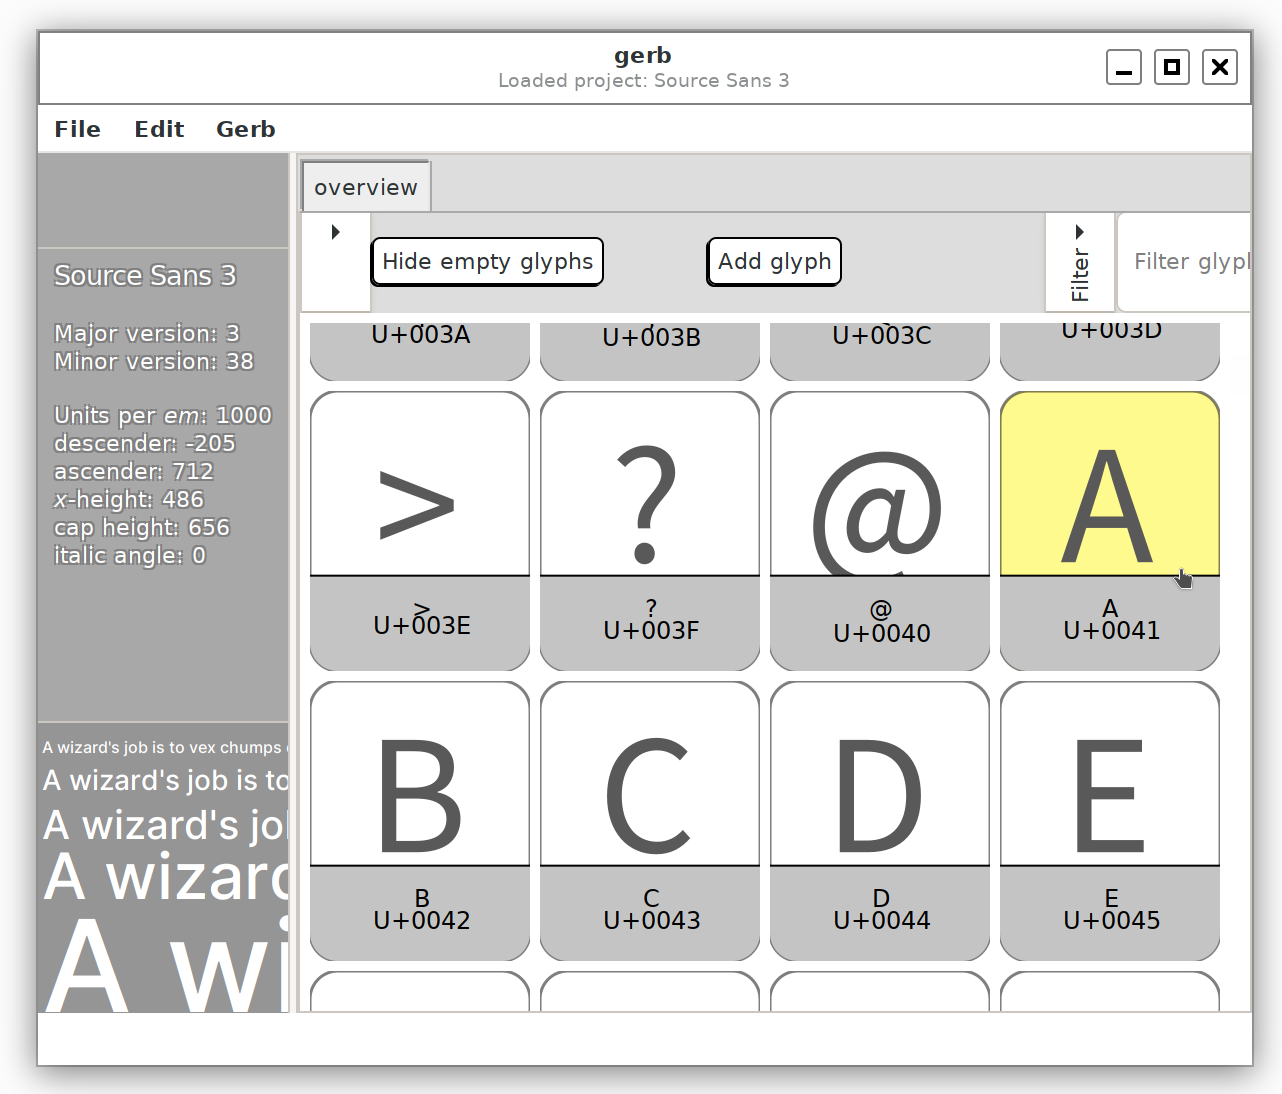 gerb
Loaded project: Source Sans 3
File Edit Gerb
overview
Hide empty glyphs
Add glyph
Filter
Filter glyp
Source Sans 3
Major version: 3
Minor version: 38
Units per em: 1000
descender: -205
ascender: 712
x-height: 486
cap height: 656
italic angle: 0
A wizard's job is to vex chumps
A wizard's job is to
A wizard's jo
A wizard
A wi
U+003A
U+003B
U+003C
U+003D
>
?
@
A
>
U+003E
?
U+003F
@
U+0040
A
U+0041
B
C
D
E
B
U+0042
C
U+0043
D
U+0044
E
U+0045